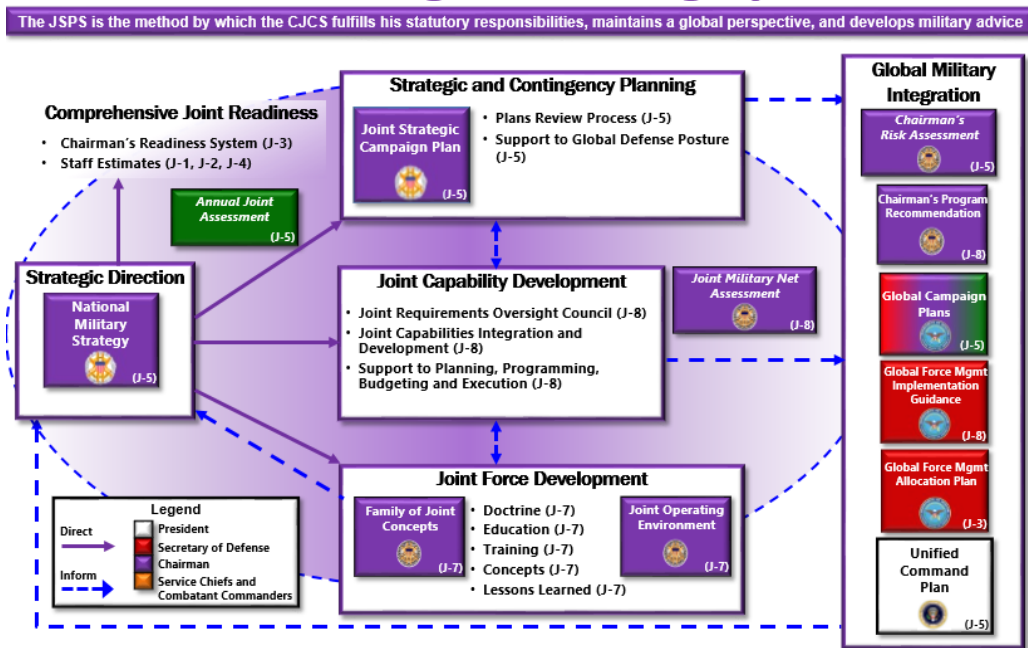 The JSPS is the method by which the CJCS fulfills his statutory responsibilities, maintains a global perspective, and develops military advice
Comprehensive Joint Readiness
• Chairman's Readiness System (J-3)
• Staff Estimates (J-1, J-2, J-4)
Annual Joint
Assessment
(J-5)
Strategic and Contingency Planning
Joint Strategic
Campaign Plan
(J-5)
• Plans Review Process (J-5)
• Support to Global Defense Posture
(J-5)
Strategic Direction
National
Military
Strategy
(J-5)
Joint Capability Development
• Joint Requirements Oversight Council (J-8)
• Joint Capabilities Integration and
Development (J-8)
• Support to Planning, Programming,
Budgeting and Execution (J-8)
Joint Military Net
Assessment
(J-8)
Joint Force Development
Family of Joint
Concepts
(J-7)
• Doctrine (J-7)
• Education (J-7)
• Training (J-7)
• Concepts (J-7)
• Lessons Learned (J-7)
Joint Operating
Environment
(J-7)
Legend
Direct
Inform
President
Secretary of Defense
Chairman
Service Chiefs and
Combatant Commanders
Global Military
Integration
Chairman's
Risk Assessment
(J-5)
Chairman's Program
Recommendation
(J-8)
Global Campaign
Plans
(J-5)
Global Force Mgmt
Implementation
Guidance
(J-8)
Global Force Mgmt
Allocation Plan
(J-3)
Unified
Command
Plan
(J-5)